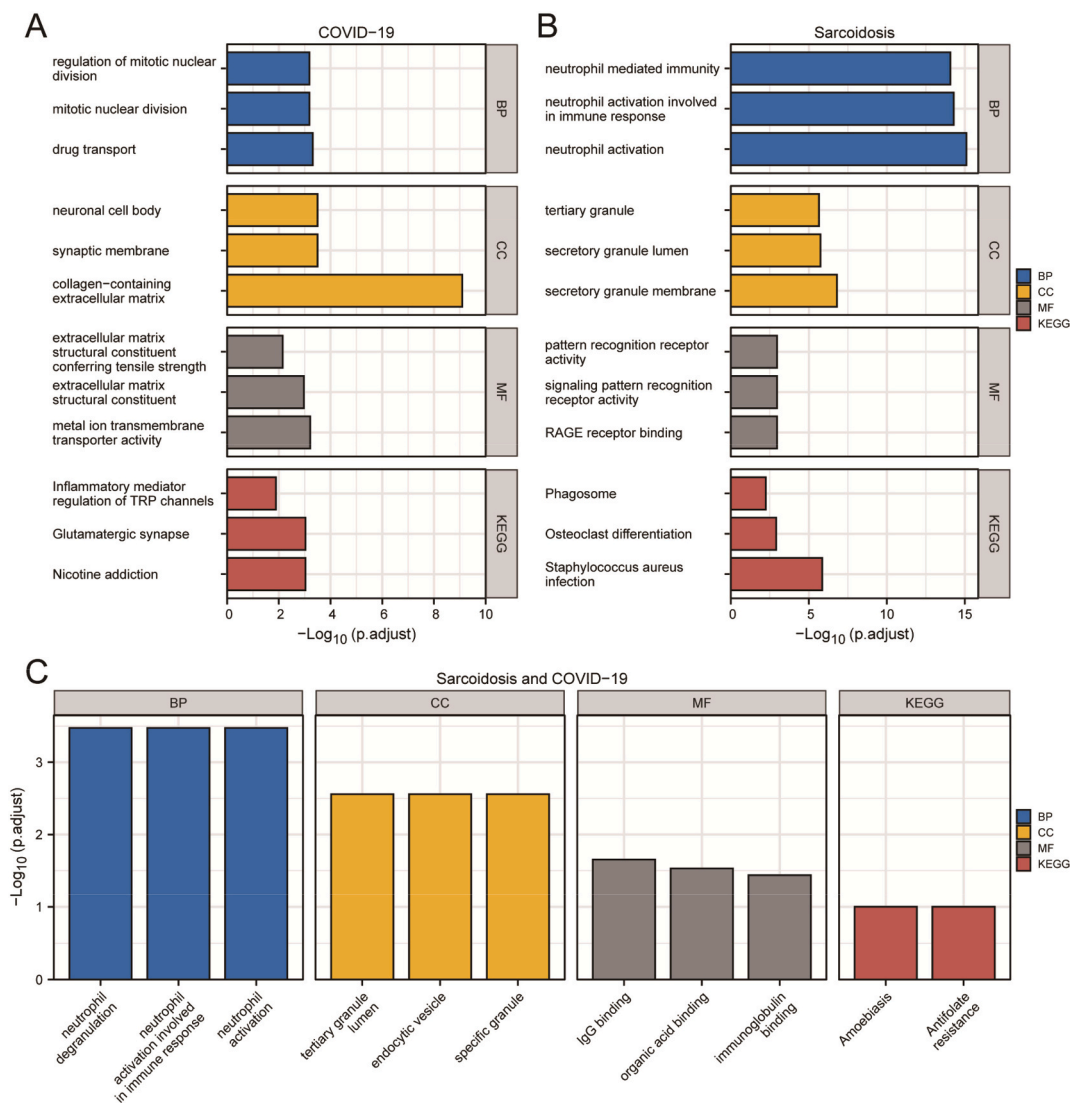 A
COVID−19
regulation of mitotic nuclear
division
mitotic nuclear division
drug transport
BP
neuronal cell body
synaptic membrane
collagen−containing
extracellular matrix
CC
extracellular matrix
structural constituent
conferring tensile strength
extracellular matrix
structural constituent
metal ion transmembrane
transporter activity
MF
Inflammatory mediator
regulation of TRP channels
Glutamatergic synapse
Nicotine addiction
KEGG
0 2 4 6 8 10
−Log10 (p.adjust)
B
Sarcoidosis
neutrophil mediated immunity
neutrophil activation involved
in immune response
neutrophil activation
BP
tertiary granule
secretory granule lumen
secretory granule membrane
CC
pattern recognition receptor
activity
signaling pattern recognition
receptor activity
RAGE receptor binding
MF
Phagosome
Osteoclast differentiation
Staphylococcus aureus
infection
KEGG
0 5 10 15
−Log10 (p.adjust)
BP
CC
MF
KEGG
C
Sarcoidosis and COVID−19
BP
CC
MF
KEGG
3
2
1
0
−Log10 (p.adjust)
neutrophil
degranulation
neutrophil
activation involved
in immune response
neutrophil
activation
tertiary granule
lumen
endocytic vesicle
specific granule
IgG binding
organic acid binding
immunoglobulin
binding
Amoebiasis
Antifolate
resistance
BP
CC
MF
KEGG